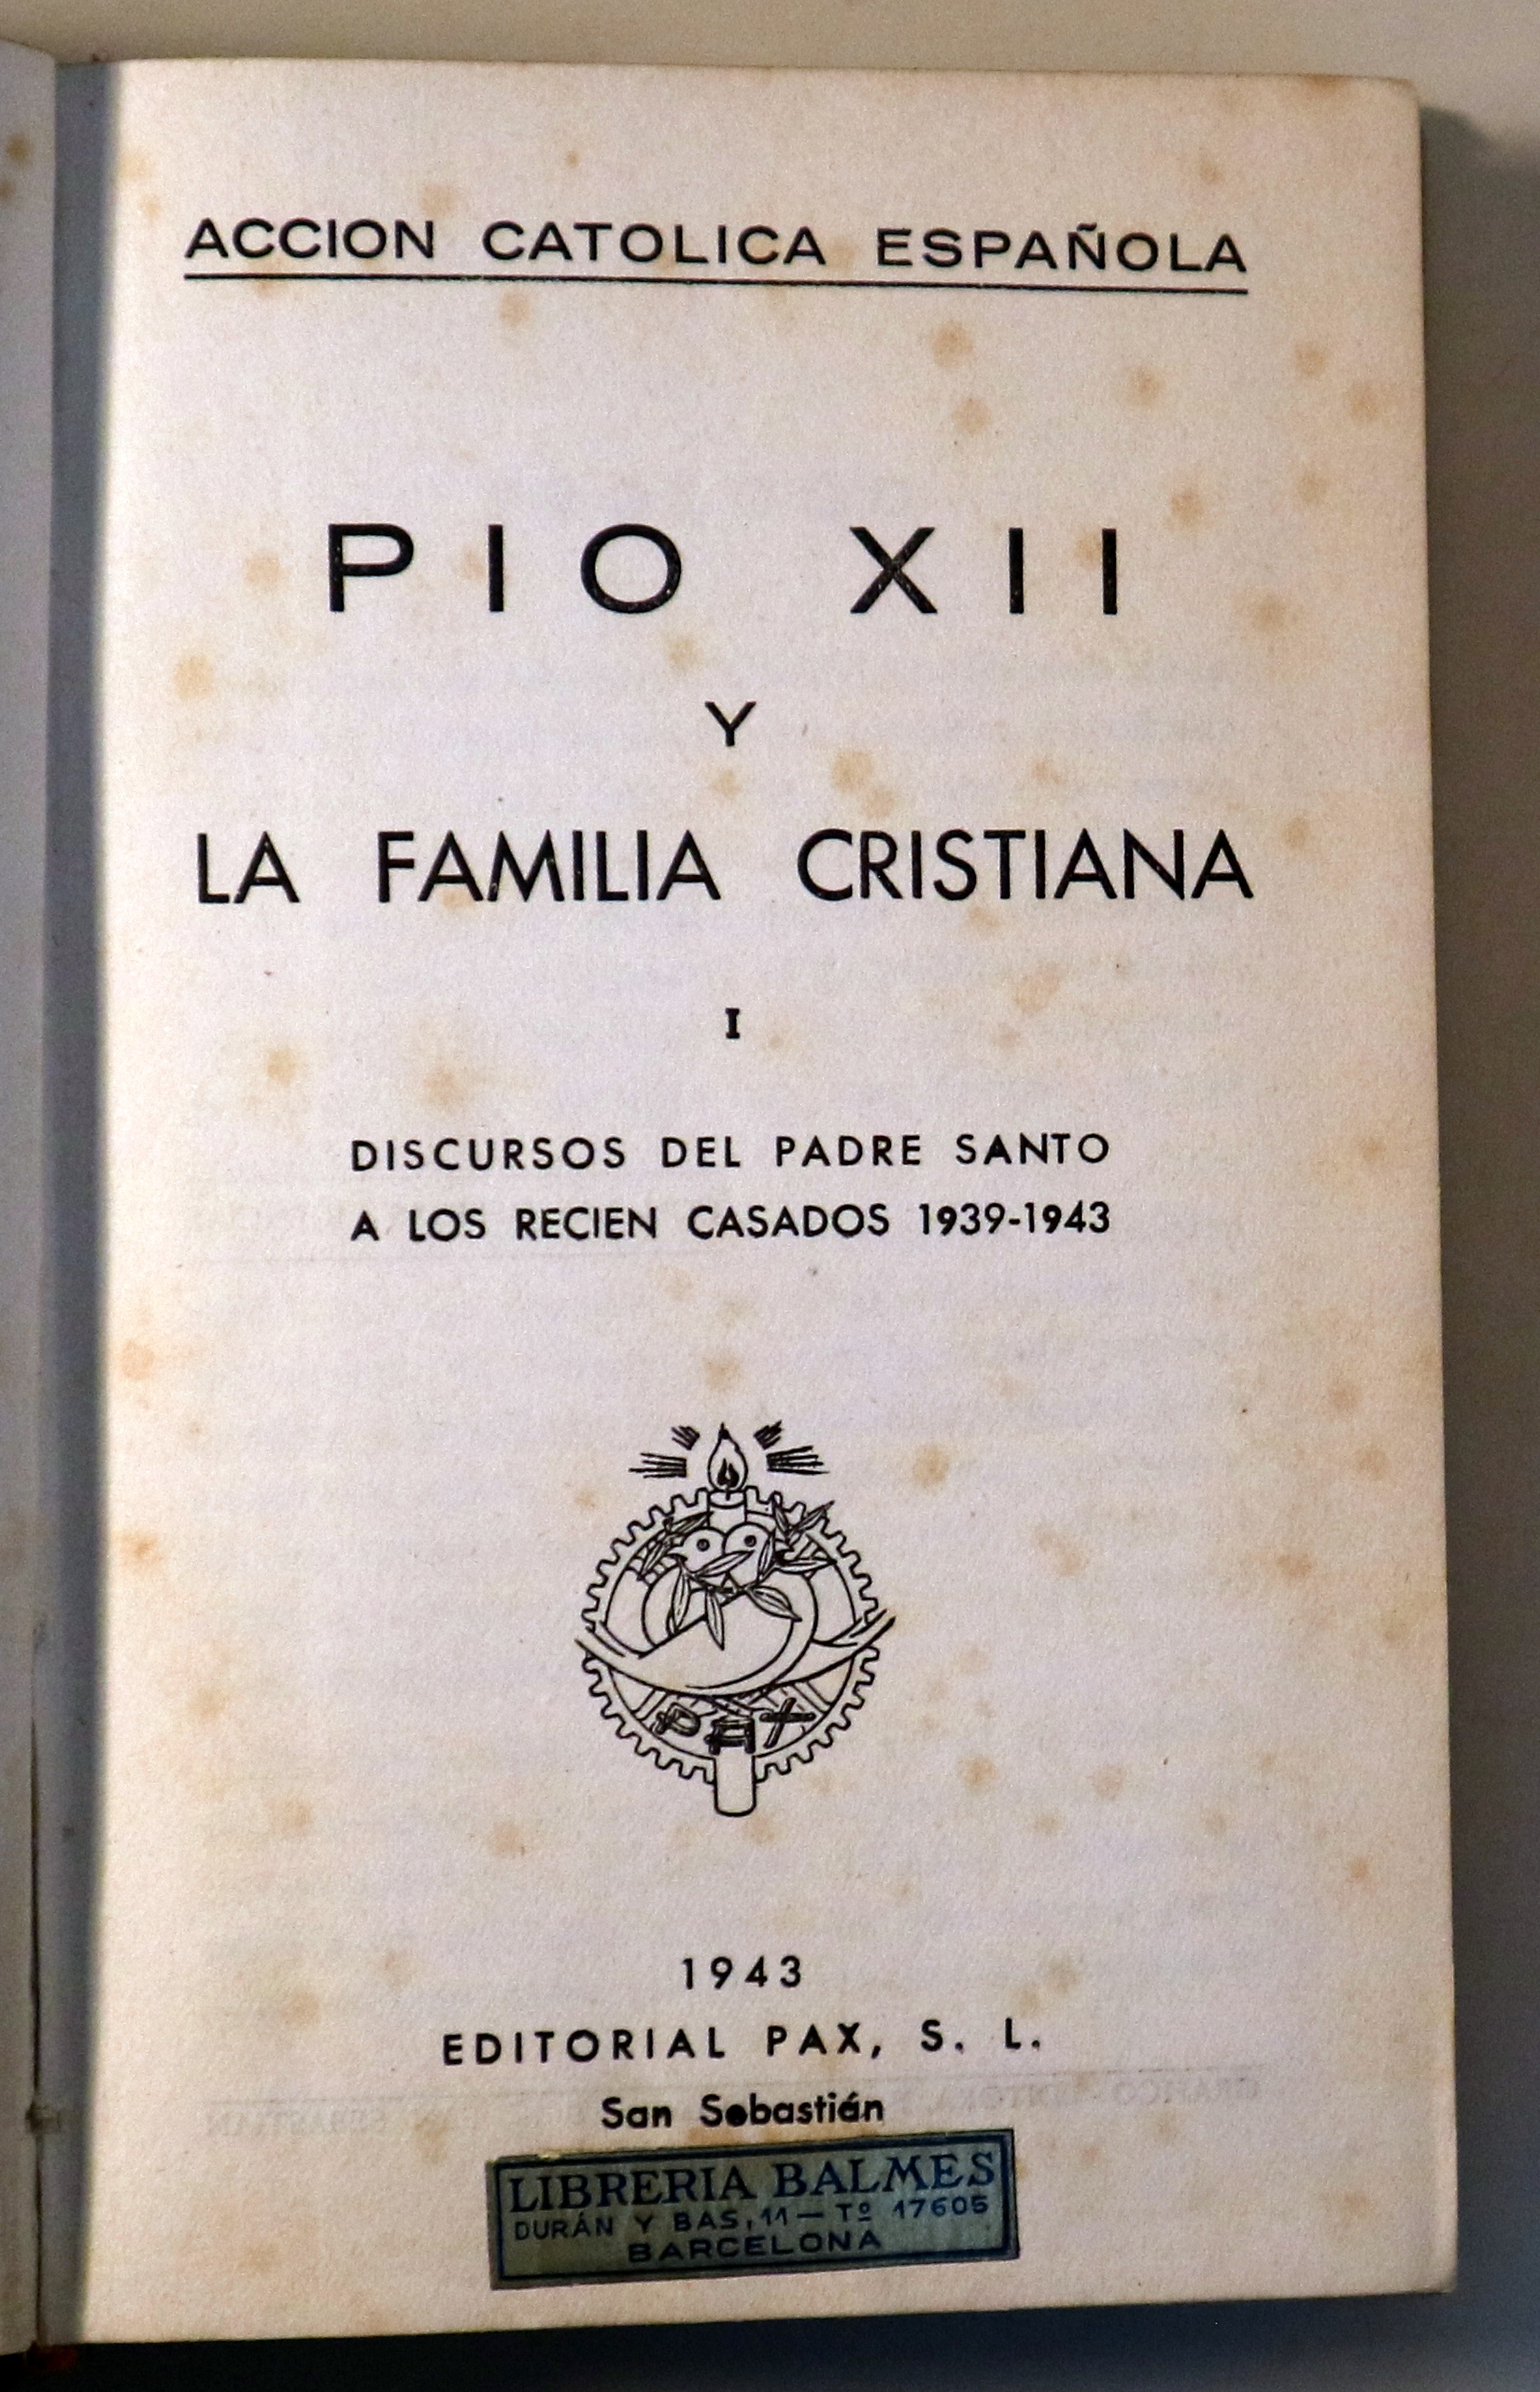 ACCION CATOLICA ESPAÑOLA
PIO XII
Y
LA FAMILIA CRISTIANA
I
DISCURSOS DEL PADRE SANTO
A LOS RECIEN CASADOS 1939-1943
PAX
1943
EDITORIAL PAX, S. L.
San Sebastián
LIBRERIA BALMES
DURÁN Y BAS, 11 — Tº 17605
BARCELONA